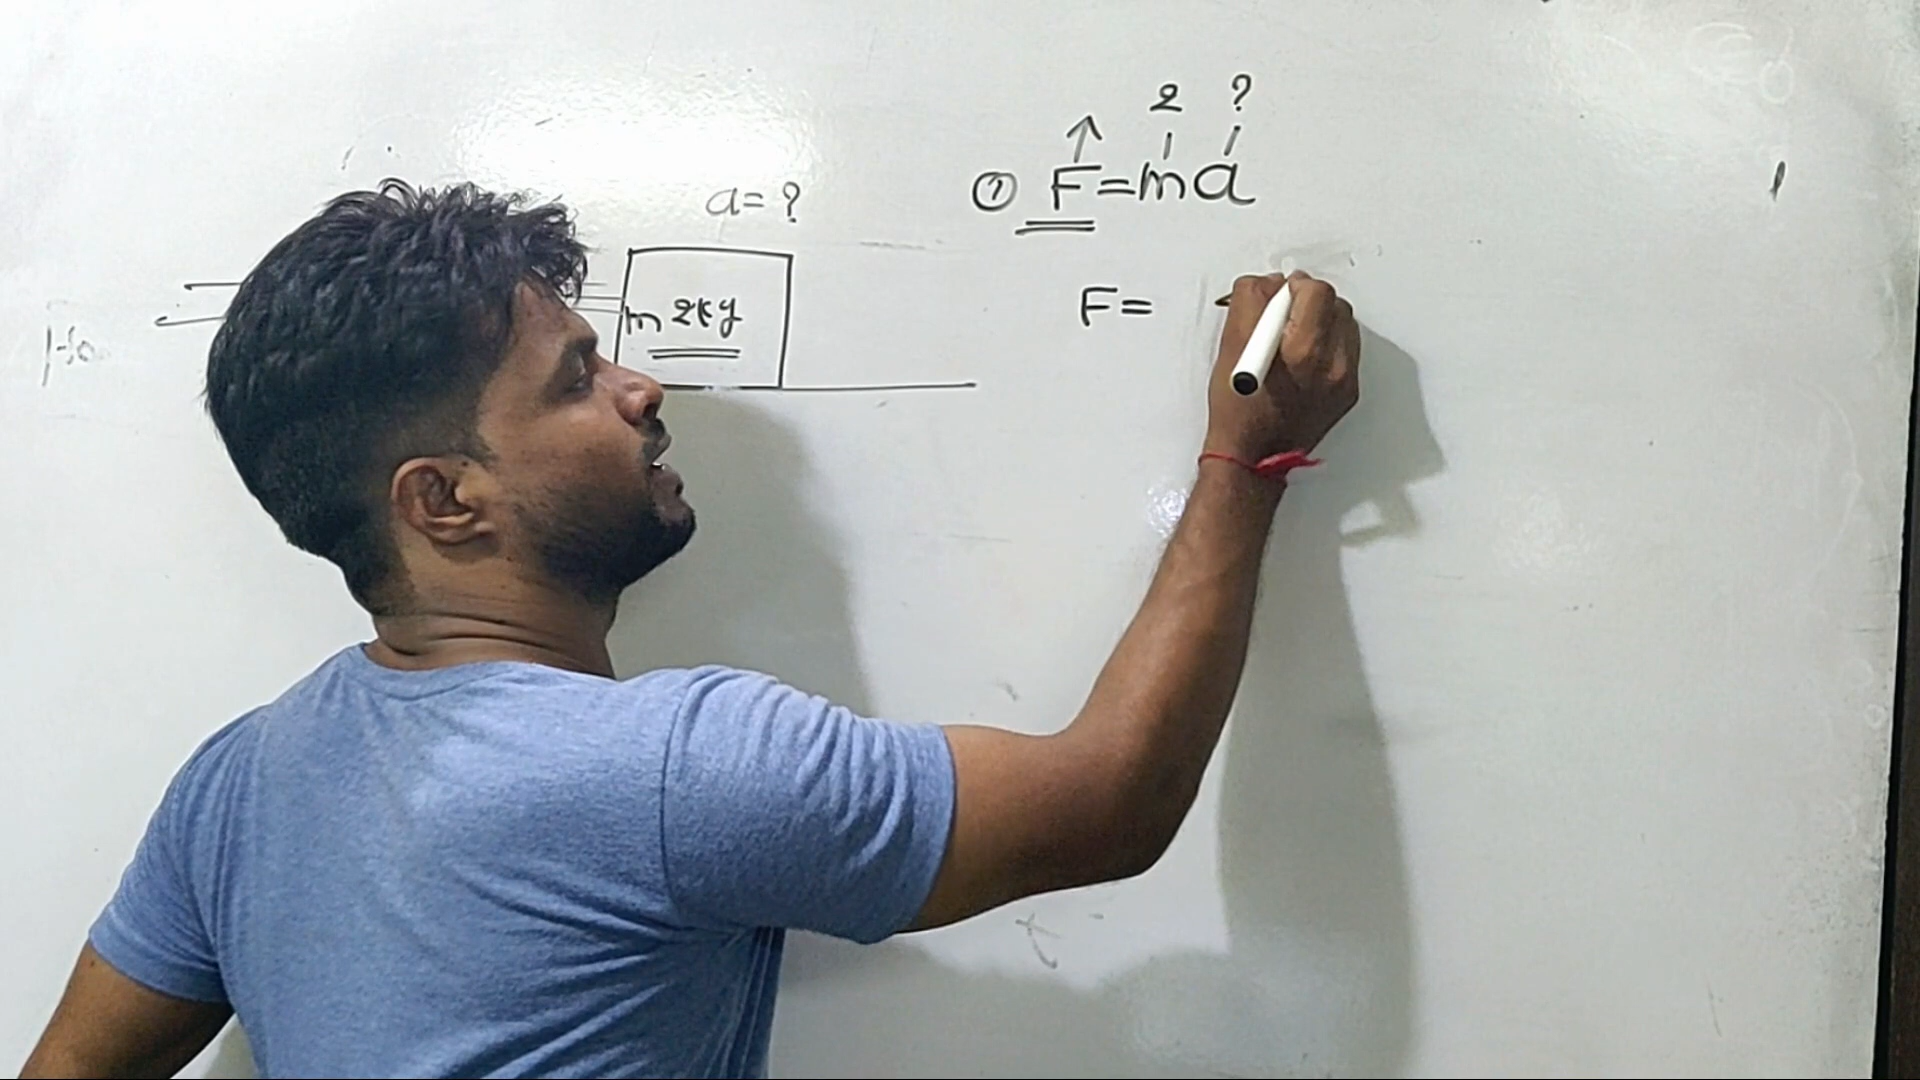 2 ?
① F=ma
a=?
m 2kg
F=